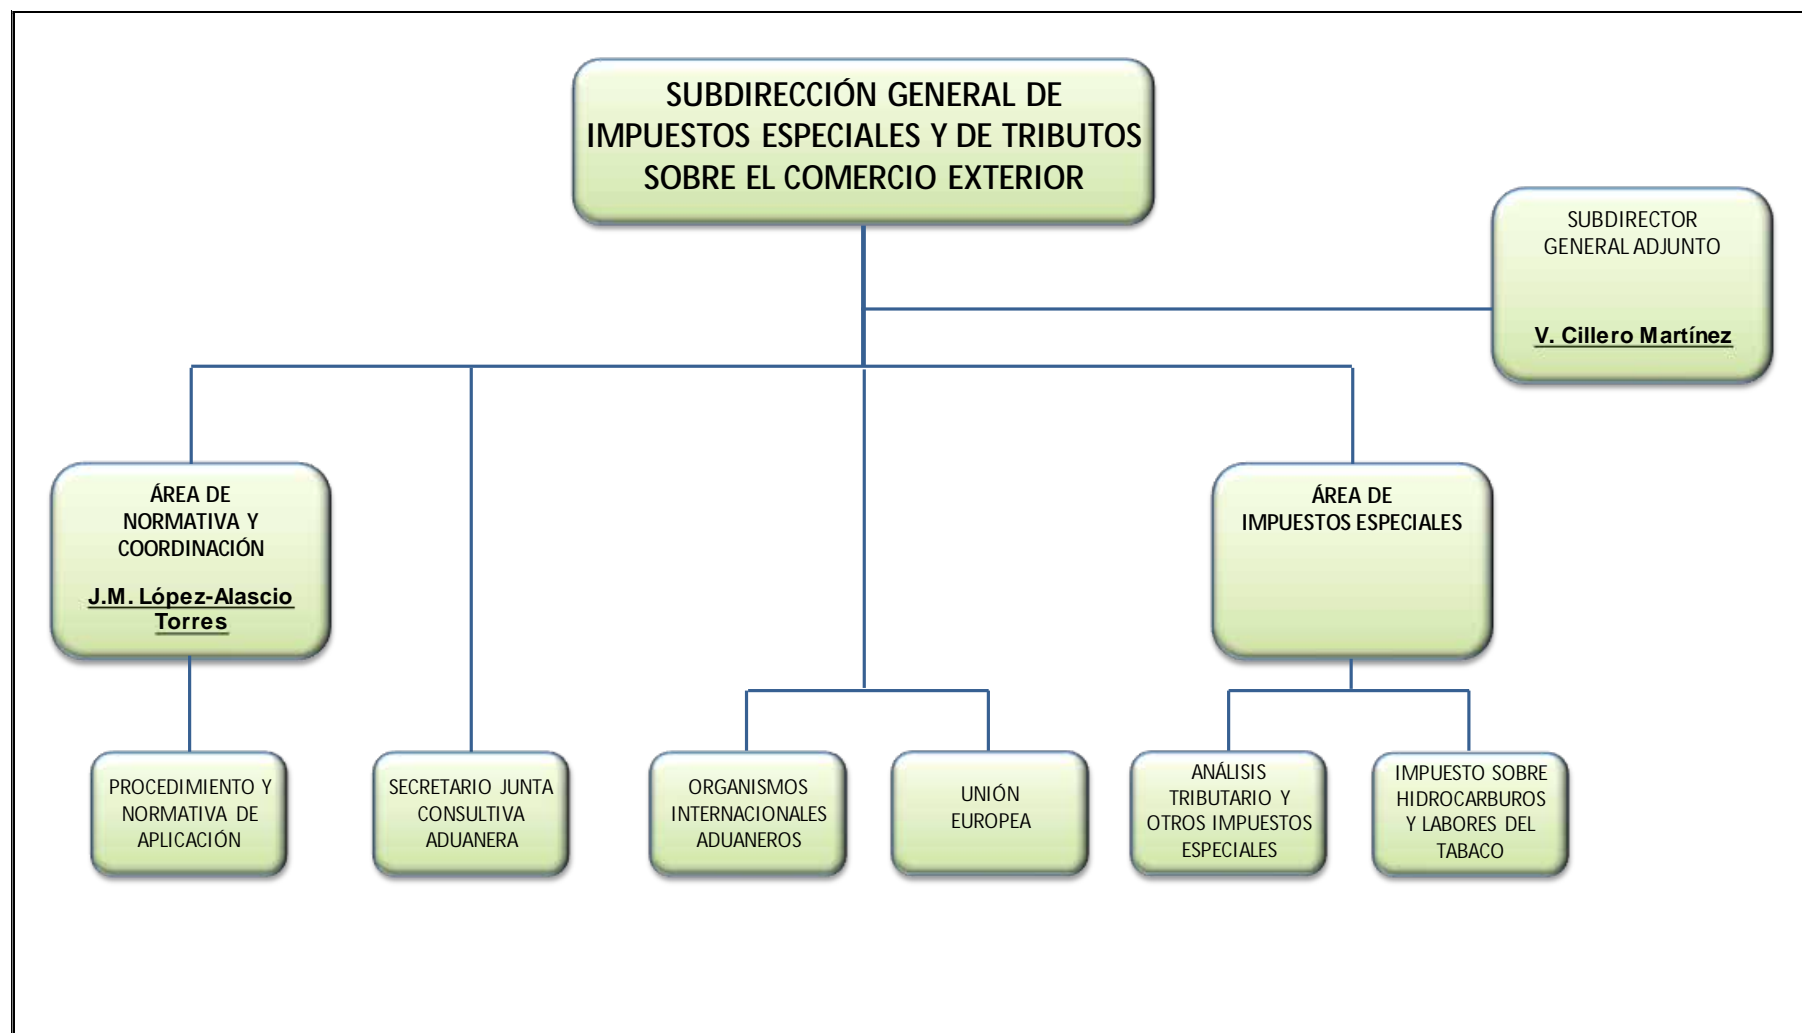 SUBDIRECCIÓN GENERAL DE
IMPUESTOS ESPECIALES Y DE TRIBUTOS
SOBRE EL COMERCIO EXTERIOR
SUBDIRECTOR
GENERAL ADJUNTO
V. Cillero Martínez
ÁREA DE
NORMATIVA Y
COORDINACIÓN
J.M. López-Alascio
Torres
ÁREA DE
IMPUESTOS ESPECIALES
PROCEDIMIENTO Y
NORMATIVA DE
APLICACIÓN
SECRETARIO JUNTA
CONSULTIVA
ADUANERA
ORGANISMOS
INTERNACIONALES
ADUANEROS
UNIÓN
EUROPEA
ANÁLISIS
TRIBUTARIO Y
OTROS IMPUESTOS
ESPECIALES
IMPUESTO SOBRE
HIDROCARBUROS
Y LABORES DEL
TABACO